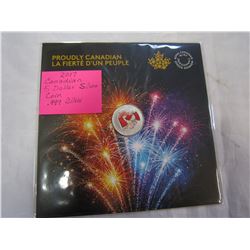 PROUDLY CANADIAN
LA FIERTÉ D'UN PEUPLE
2017
Canadian
5 Dollar Silver
Coin
.999 Silver